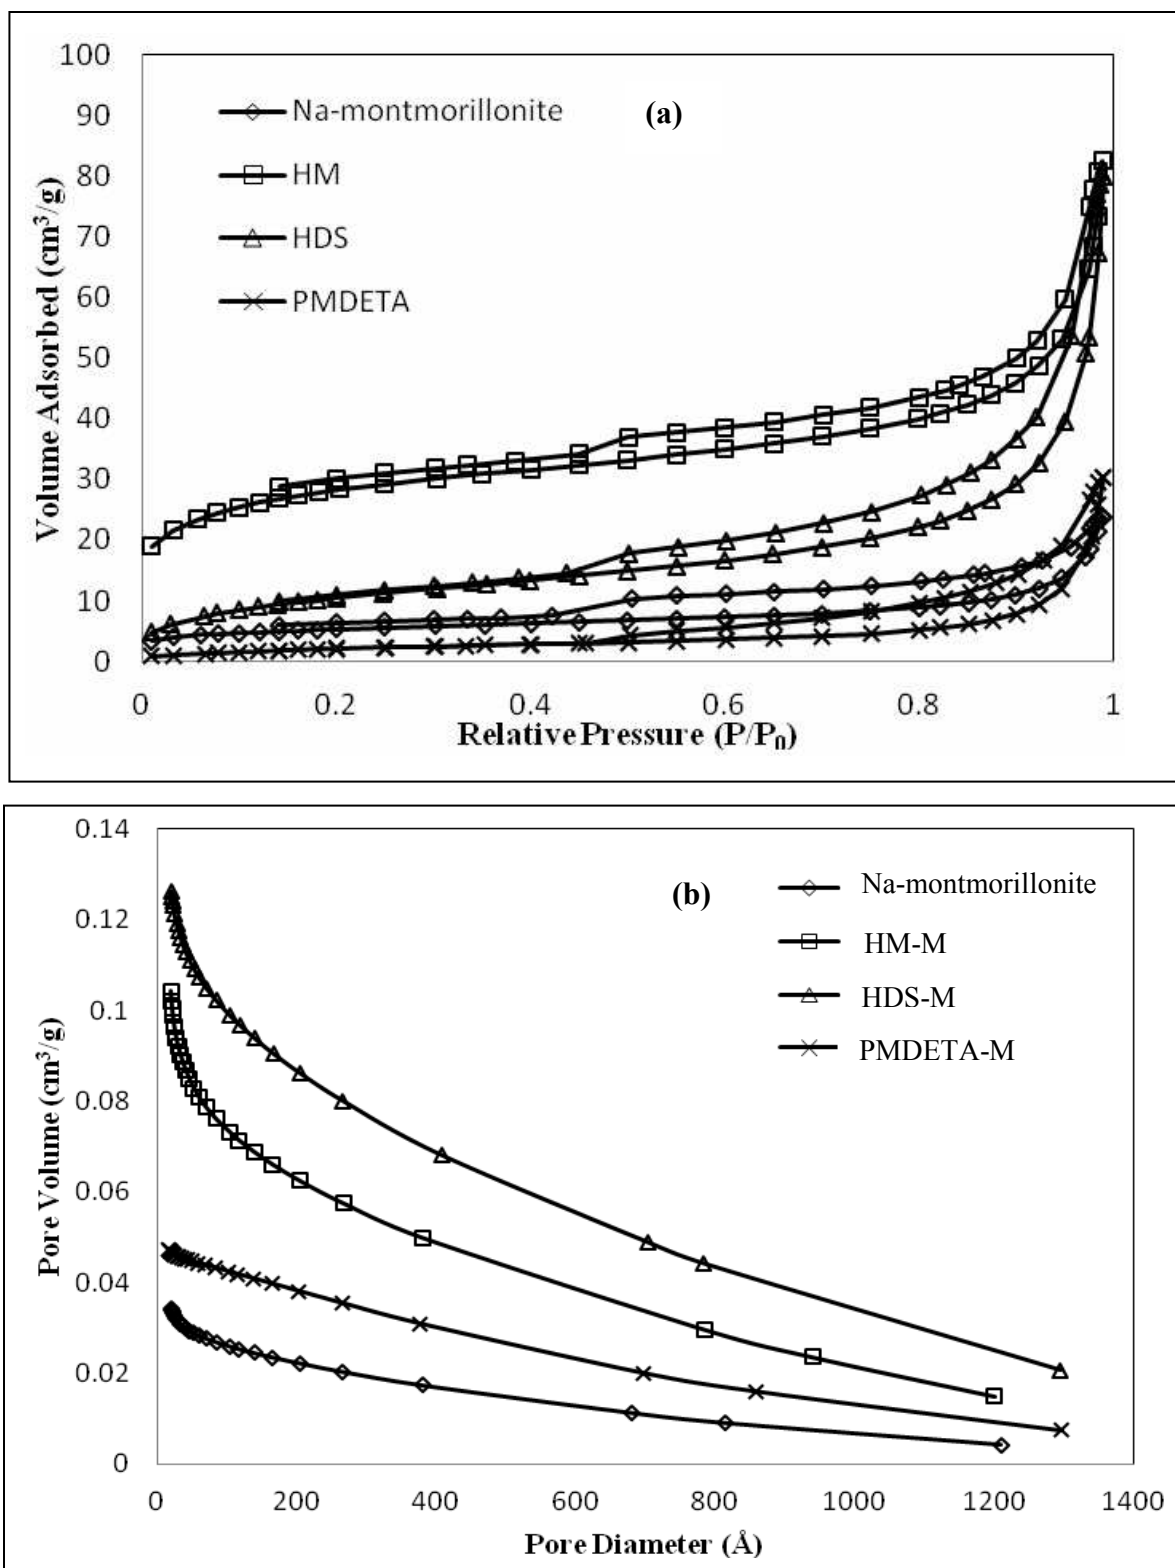 (a)
Na-montmorillonite
HM
HDS
PMDETA
100
90
80
70
60
50
40
30
20
10
0
Volume Adsorbed (cm³/g)
0 0.2 0.4 0.6 0.8 1
Relative Pressure (P/P₀)
(b)
Na-montmorillonite
HM-M
HDS-M
PMDETA-M
0.14
0.12
0.1
0.08
0.06
0.04
0.02
0
Pore Volume (cm³/g)
0 200 400 600 800 1000 1200 1400
Pore Diameter (Å)